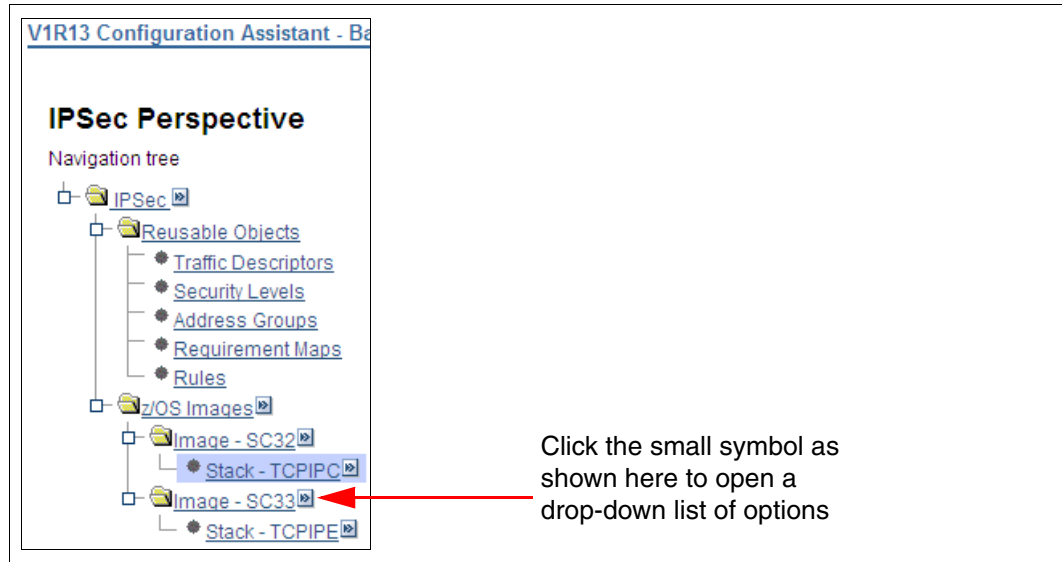 V1R13 Configuration Assistant - Ba
IPSec Perspective
Navigation tree
IPSec
Reusable Objects
Traffic Descriptors
Security Levels
Address Groups
Requirement Maps
Rules
z/OS Images
Image - SC32
Stack - TCPIPC
Image - SC33
Stack - TCPIPE
Click the small symbol as
shown here to open a
drop-down list of options